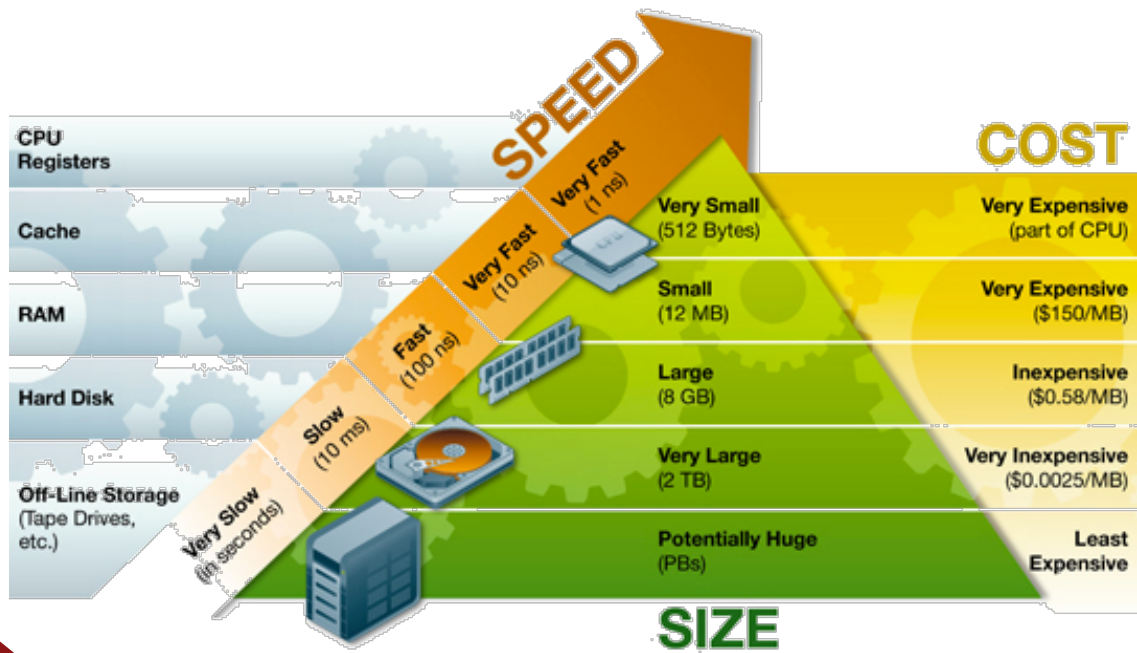 SPEED
COST
CPU
Registers
Very Fast
(1 ns)
Very Small
(512 Bytes)
Very Expensive
(part of CPU)
Cache
Very Fast
(10 ns)
Small
(12 MB)
Very Expensive
($150/MB)
RAM
Fast
(100 ns)
Large
(8 GB)
Inexpensive
($0.58/MB)
Hard Disk
Slow
(10 ms)
Very Large
(2 TB)
Very Inexpensive
($0.0025/MB)
Off-Line Storage
(Tape Drives,
etc.)
Very Slow
(in seconds)
Potentially Huge
(PBs)
Least
Expensive
SIZE
CPU